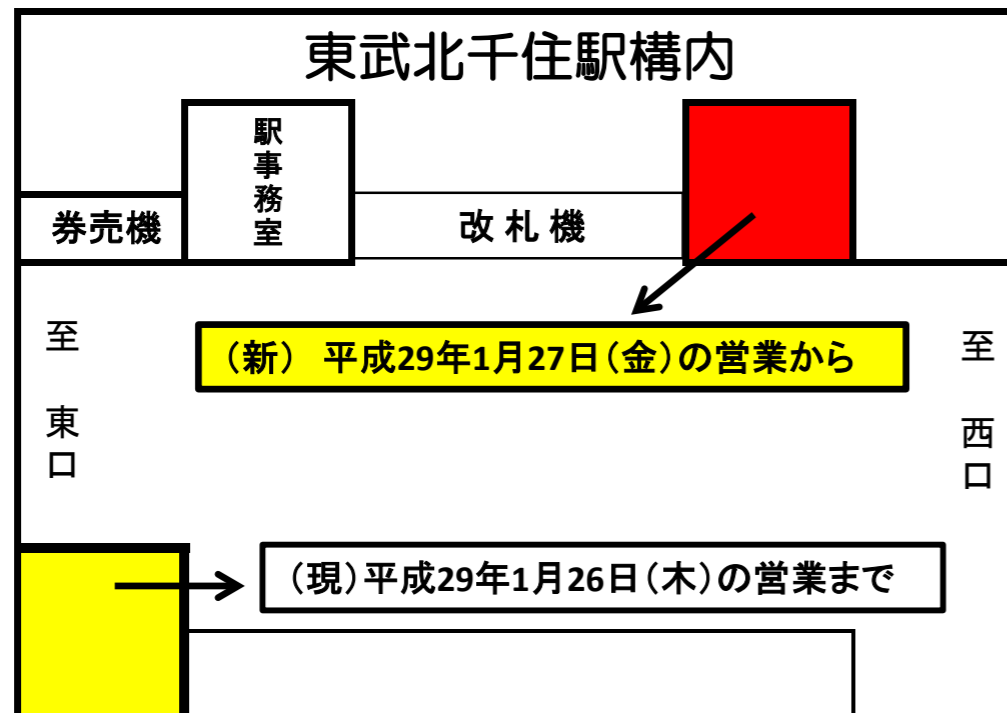 東武北千住駅構内
駅事務室
券売機
改札機
至 東口
（新） 平成29年1月27日（金）の営業から
至 西口
（現）平成29年1月26日（木）の営業まで